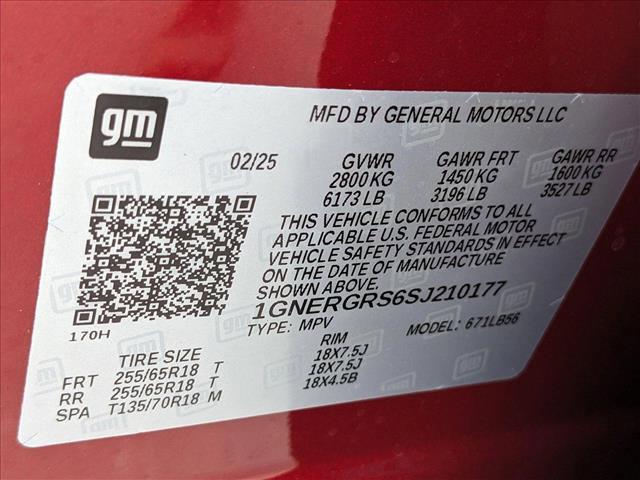 gm
MFD BY GENERAL MOTORS LLC
02/25 GVWR GAWR FRT GAWR RR
2800 KG 1450 KG 1600 KG
6173 LB 3196 LB 3527 LB
THIS VEHICLE CONFORMS TO ALL
APPLICABLE U.S. FEDERAL MOTOR
VEHICLE SAFETY STANDARDS IN EFFECT
ON THE DATE OF MANUFACTURE
SHOWN ABOVE.
1GNERGRS6SJ210177
170H TYPE: MPV MODEL: 671LB56
TIRE SIZE RIM
FRT 255/65R18 T 18X7.5J
RR 255/65R18 T 18X7.5J
SPA T135/70R18 M 18X4.5B